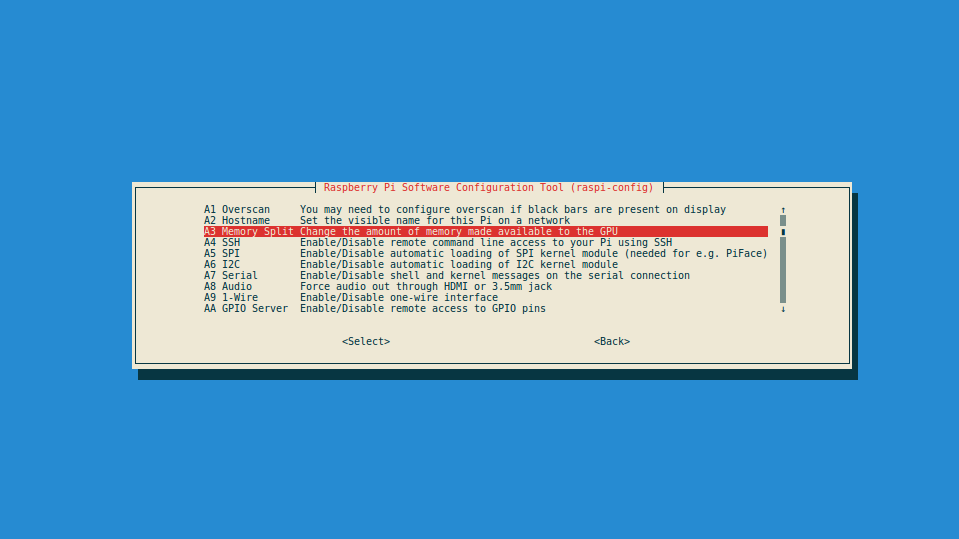 Raspberry Pi Software Configuration Tool (raspi-config)
A1 Overscan You may need to configure overscan if black bars are present on display
A2 Hostname Set the visible name for this Pi on a network
A3 Memory Split Change the amount of memory made available to the GPU
A4 SSH Enable/Disable remote command line access to your Pi using SSH
A5 SPI Enable/Disable automatic loading of SPI kernel module (needed for e.g. PiFace)
A6 I2C Enable/Disable automatic loading of I2C kernel module
A7 Serial Enable/Disable shell and kernel messages on the serial connection
A8 Audio Force audio out through HDMI or 3.5mm jack
A9 1-Wire Enable/Disable one-wire interface
AA GPIO Server Enable/Disable remote access to GPIO pins
<Select> <Back>